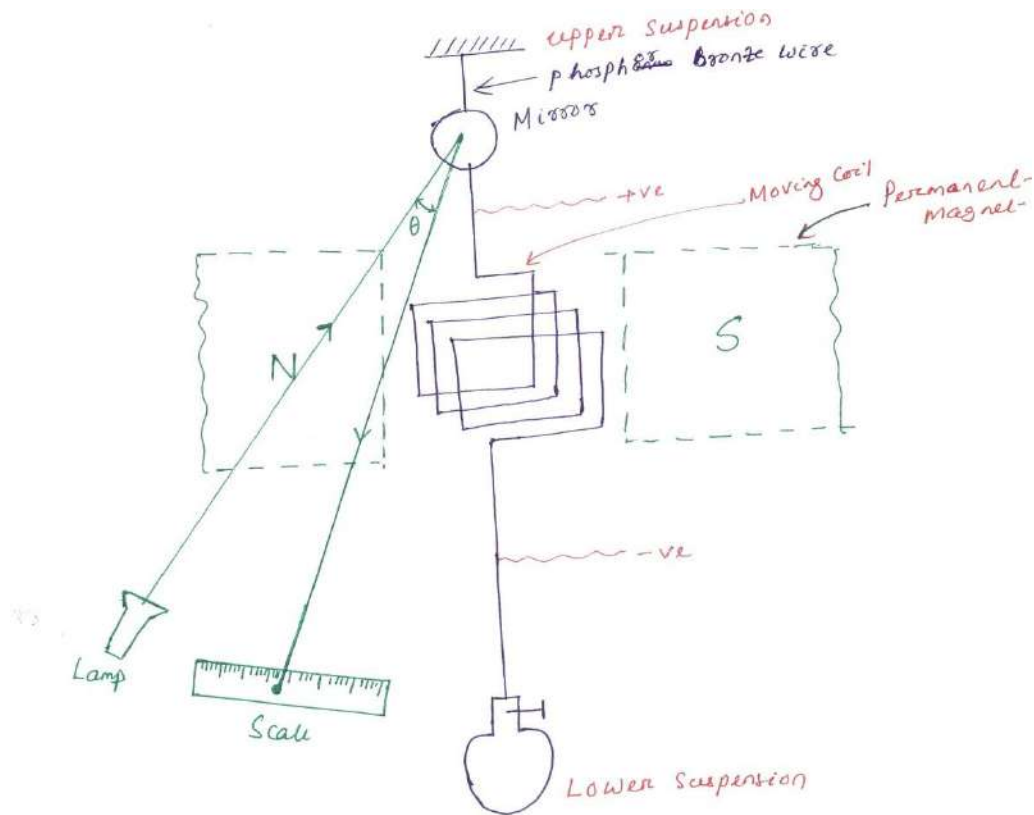 upper suspension
phosphor Bronze wire
Mirror
+ve
Moving Coil
Permanent-
magnet-
θ
N
S
-ve
Lamp
Scale
Lower suspension